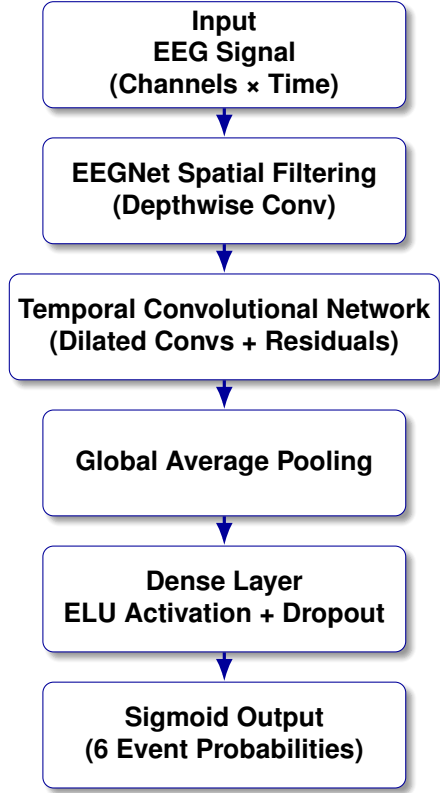 Input
EEG Signal
(Channels × Time)
EEGNet Spatial Filtering
(Depthwise Conv)
Temporal Convolutional Network
(Dilated Convs + Residuals)
Global Average Pooling
Dense Layer
ELU Activation + Dropout
Sigmoid Output
(6 Event Probabilities)